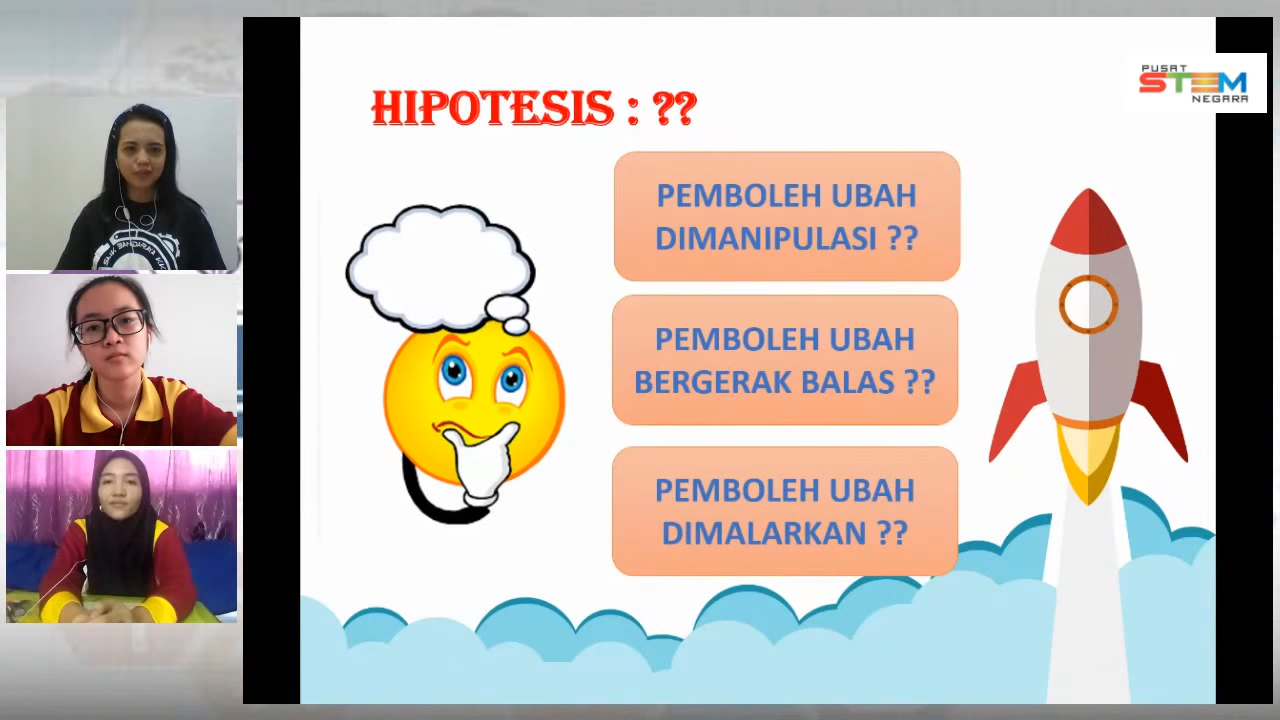 HIPOTESIS : ??
PUSAT
STEM
NEGARA
PEMBOLEH UBAH
DIMANIPULASI ??
PEMBOLEH UBAH
BERGERAK BALAS ??
PEMBOLEH UBAH
DIMALARKAN ??